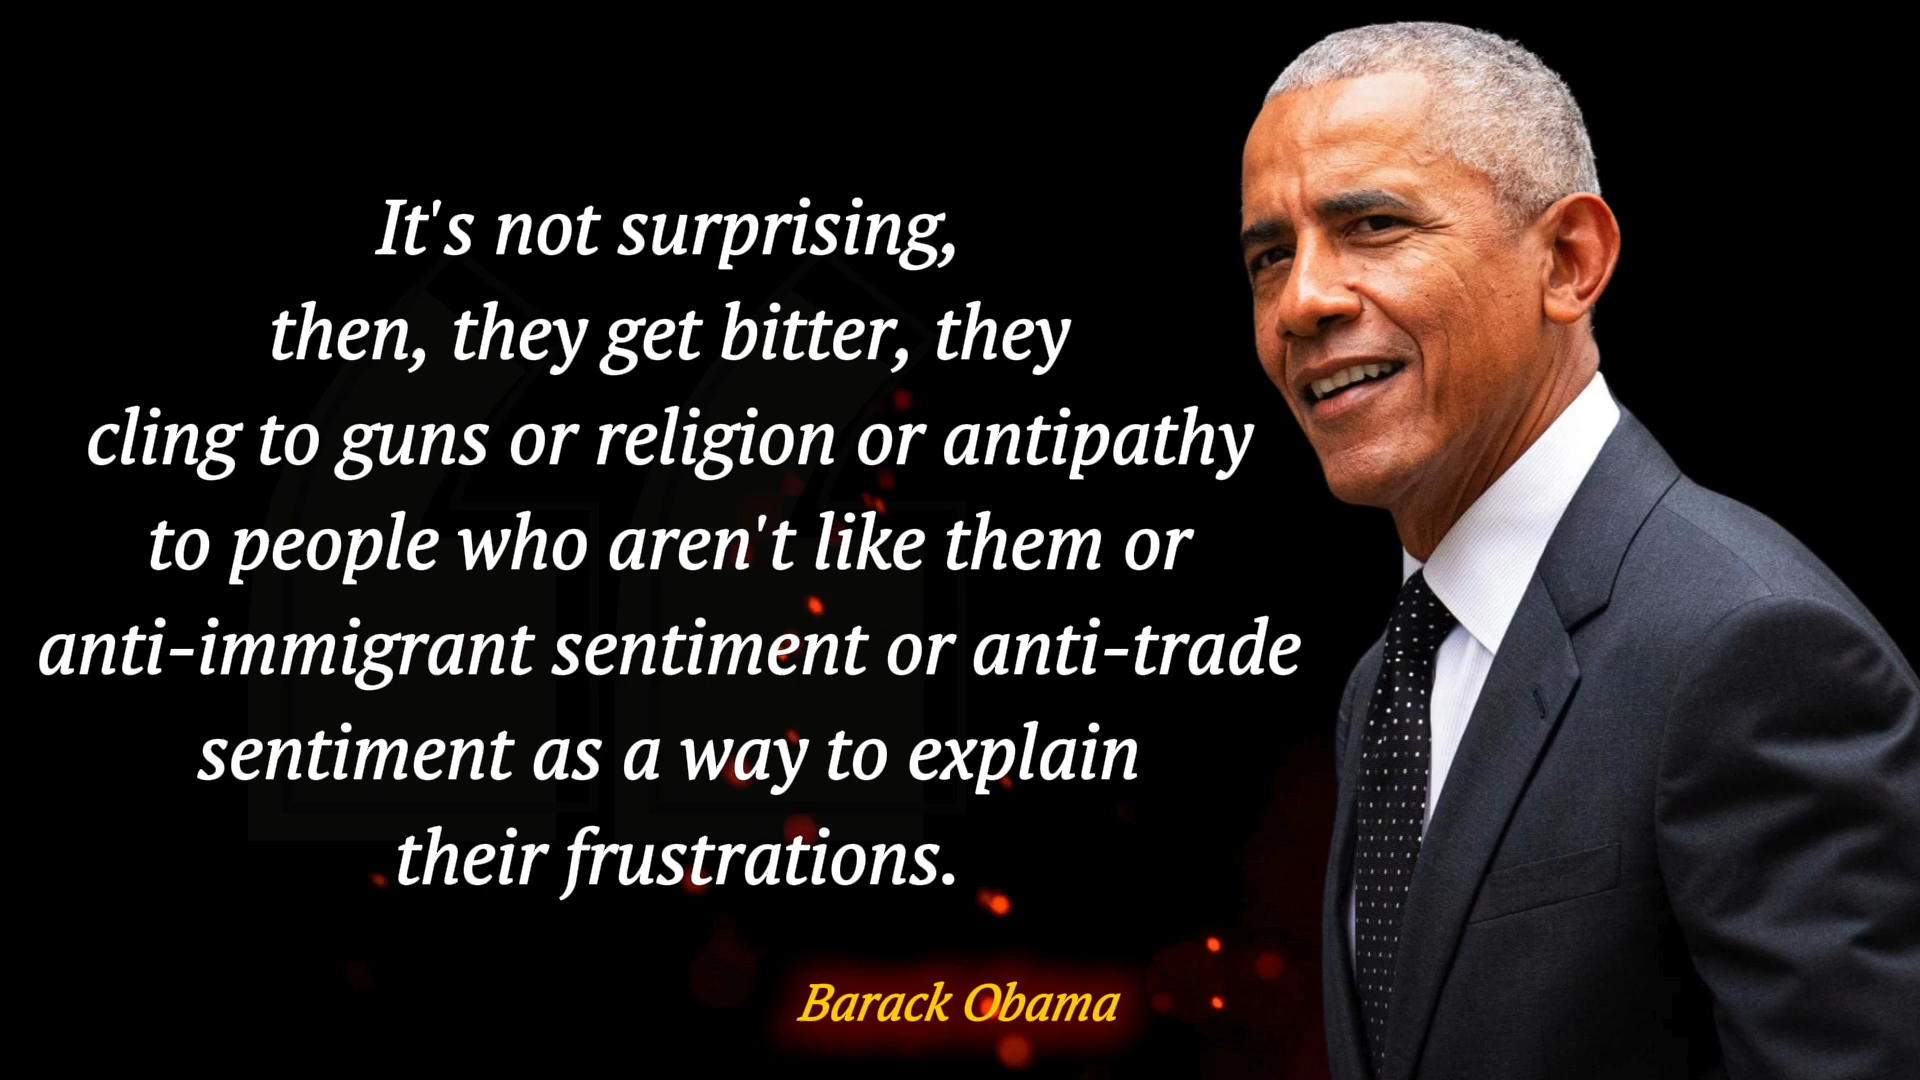 It's not surprising,
then, they get bitter, they
cling to guns or religion or antipathy
to people who aren't like them or
anti-immigrant sentiment or anti-trade
sentiment as a way to explain
their frustrations.
Barack Obama